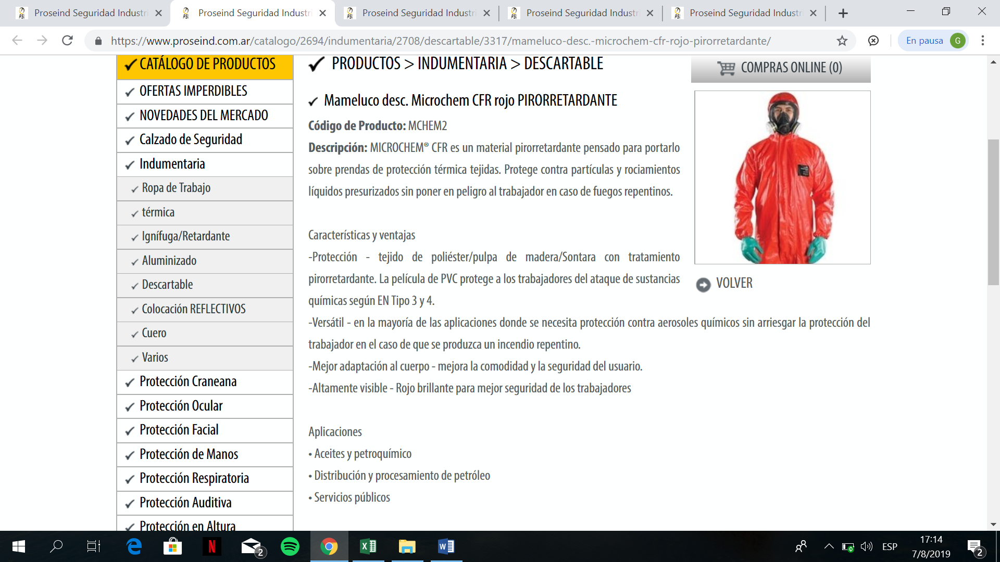 Proseind Seguridad Industri
Proseind Seguridad Industri
Proseind Seguridad Industri
Proseind Seguridad Industri
Proseind Seguridad Industri
https://www.proseind.com.ar/catalogo/2694/indumentaria/2708/descartable/3317/mameluco-desc.-microchem-cfr-rojo-pirorretardante/
En pausa
G
CATÁLOGO DE PRODUCTOS
OFERTAS IMPERDIBLES
NOVEDADES DEL MERCADO
Calzado de Seguridad
Indumentaria
Ropa de Trabajo
térmica
Ignífuga/Retardante
Aluminizado
Descartable
Colocación REFLECTIVOS
Cuero
Varios
Protección Craneana
Protección Ocular
Protección Facial
Protección de Manos
Protección Respiratoria
Protección Auditiva
Protección en Altura
PRODUCTOS > INDUMENTARIA > DESCARTABLE
Mameluco desc. Microchem CFR rojo PIRORRETARDANTE
Código de Producto: MCHEM2
Descripción: MICROCHEM® CFR es un material pirorretardante pensado para portarlo
sobre prendas de protección térmica tejidas. Protege contra partículas y rociamientos
líquidos presurizados sin poner en peligro al trabajador en caso de fuegos repentinos.
Características y ventajas
-Protección - tejido de poliéster/pulpa de madera/Sontara con tratamiento
pirorretardante. La película de PVC protege a los trabajadores del ataque de sustancias
químicas según EN Tipo 3 y 4.
-Versátil - en la mayoría de las aplicaciones donde se necesita protección contra aerosoles químicos sin arriesgar la protección del
trabajador en el caso de que se produzca un incendio repentino.
-Mejor adaptación al cuerpo - mejora la comodidad y la seguridad del usuario.
-Altamente visible - Rojo brillante para mejor seguridad de los trabajadores
Aplicaciones
• Aceites y petroquímico
• Distribución y procesamiento de petróleo
• Servicios públicos
COMPRAS ONLINE (0)
VOLVER
2
ESP
17:14
7/8/2019
2